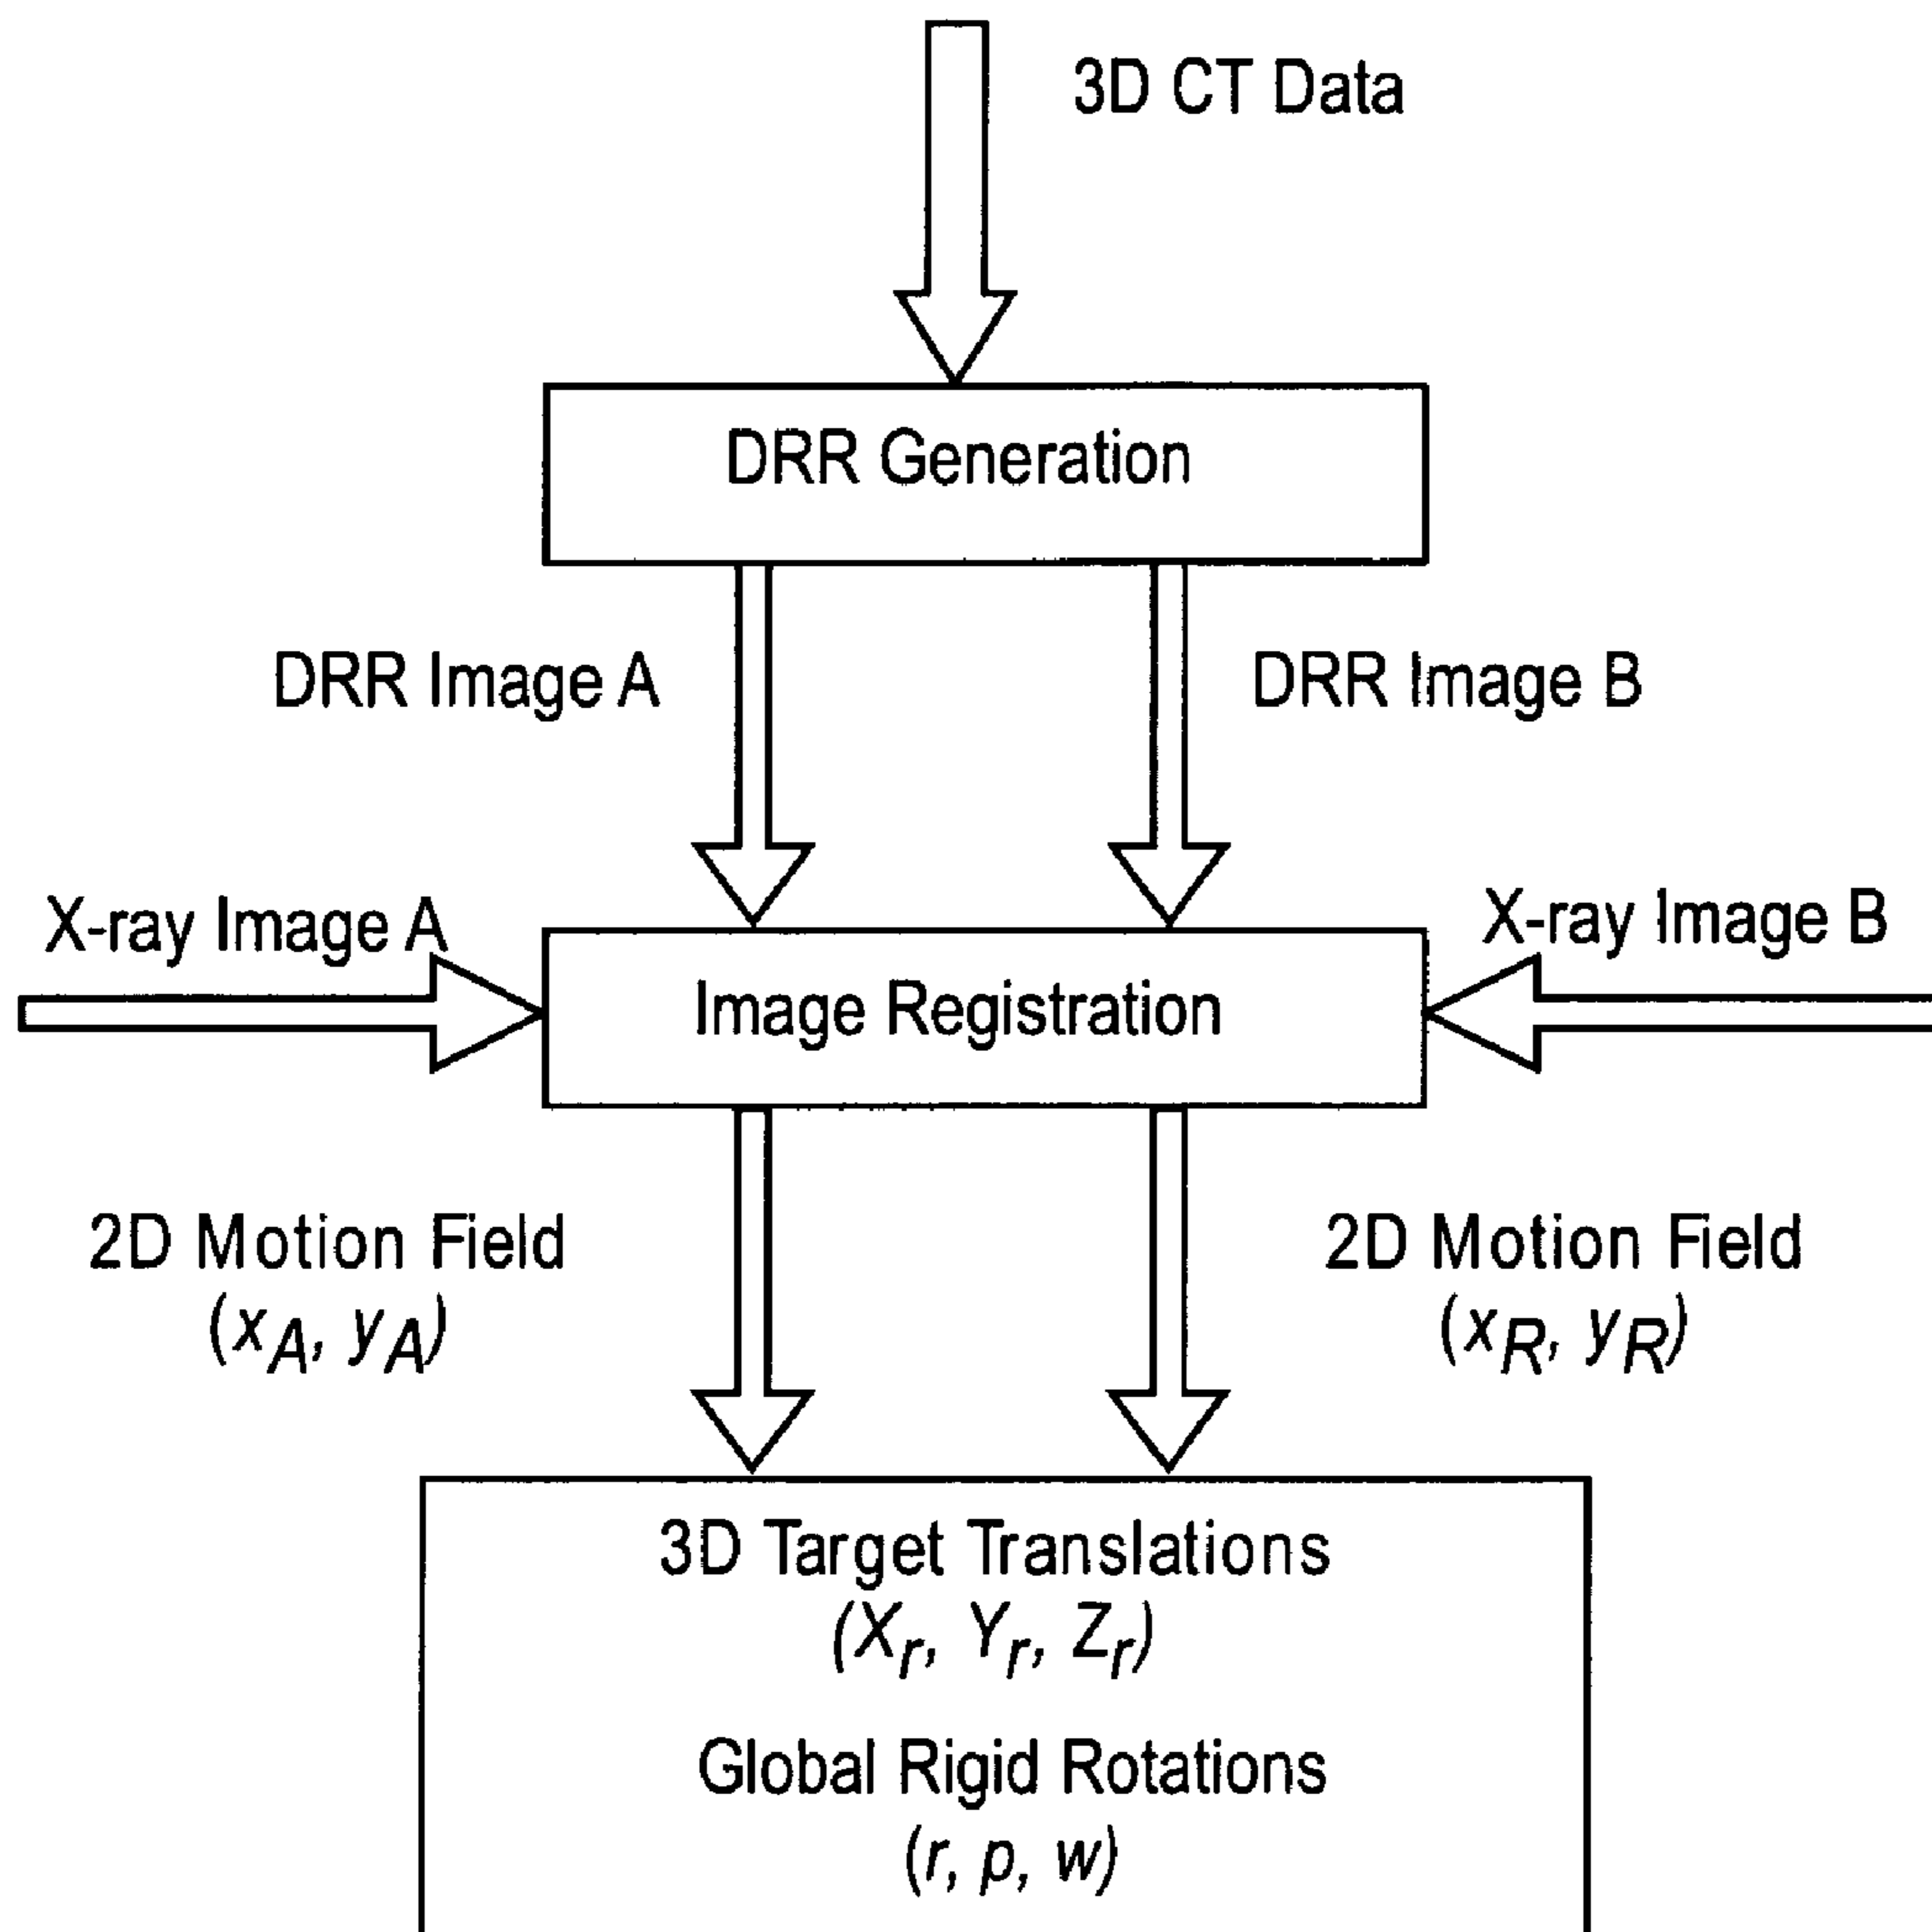 3D CT Data
DRR Generation
DRR Image A
DRR Image B
X-ray Image A
X-ray Image B
Image Registration
2D Motion Field
(xA, yA)
2D Motion Field
(xR, yR)
3D Target Translations
(Xr, Yr, Zr)
Global Rigid Rotations
(r, p, w)